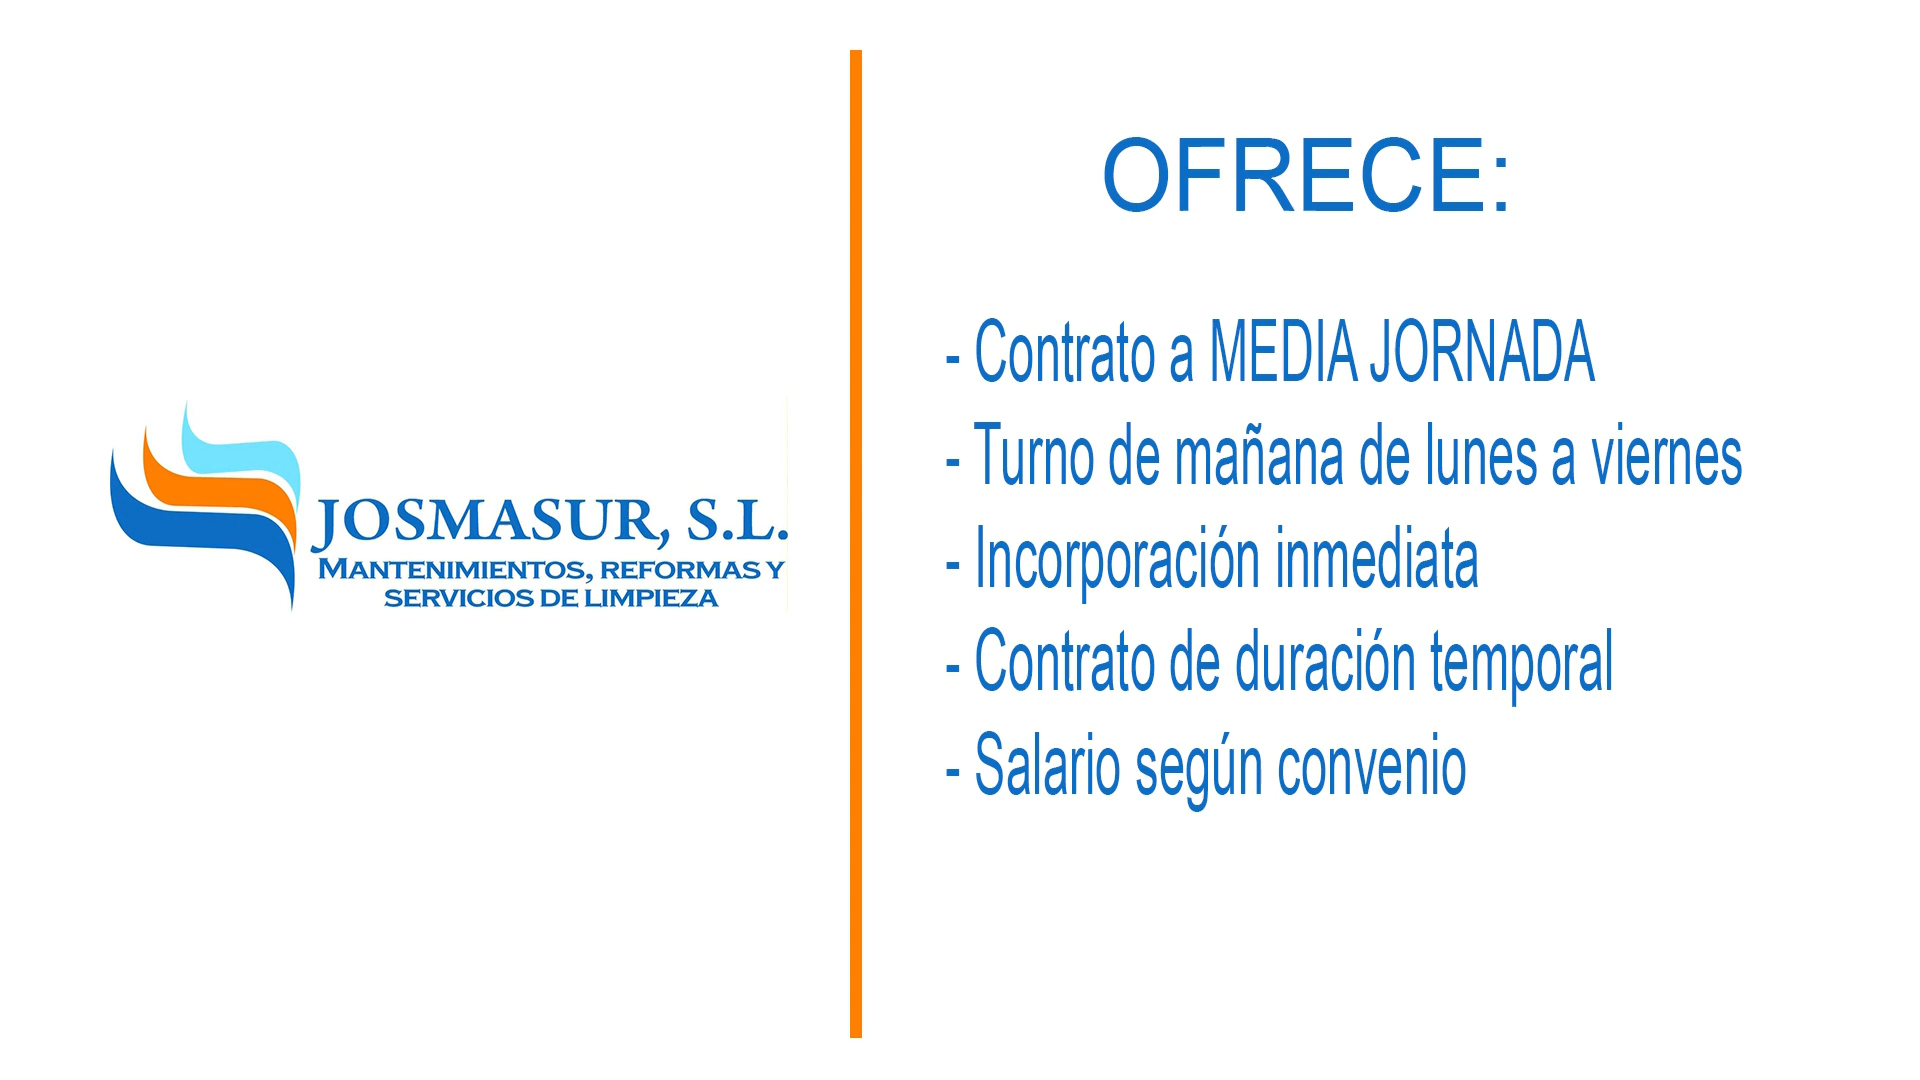 JOSMASUR, S.L.
MANTENIMIENTOS, REFORMAS Y
SERVICIOS DE LIMPIEZA
OFRECE:
- Contrato a MEDIA JORNADA
- Turno de mañana de lunes a viernes
- Incorporación inmediata
- Contrato de duración temporal
- Salario según convenio